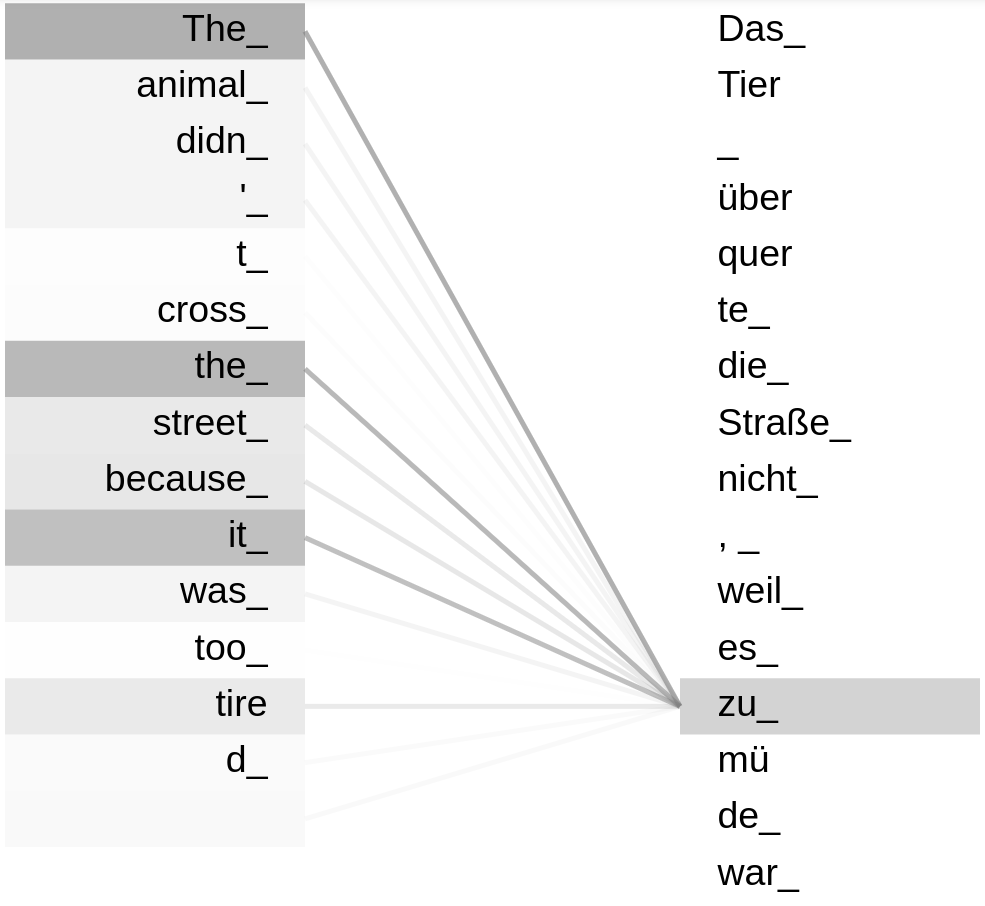 The_ Das_
animal_ Tier
didn_ _
'_ über
t_ quer
cross_ te_
the_ die_
street_ Straße_
because_ nicht_
it_ , _
was_ weil_
too_ es_
tire zu_
d_ mü
de_
war_